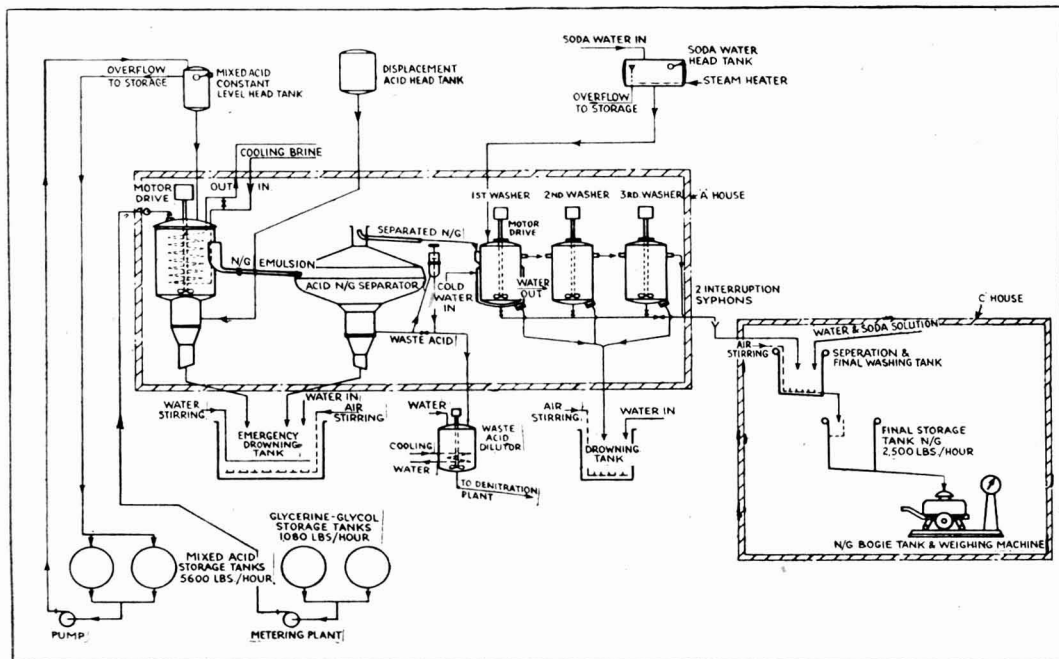 SODA WATER IN
SODA WATER
HEAD TANK
STEAM HEATER
OVERFLOW
TO STORAGE
DISPLACEMENT
ACID HEAD TANK
OVERFLOW
TO STORAGE
MIXED ACID
CONSTANT
LEVEL HEAD TANK
COOLING BRINE
OUT
IN
MOTOR
DRIVE
N/G EMULSION
SEPARATED N/G
ACID N/G SEPARATOR
COLD
WATER
IN
WASTE ACID
1ST WASHER
2ND WASHER
3RD WASHER
A HOUSE
MOTOR
DRIVE
WATER
OUT
2 INTERRUPTION
SYPHONS
C HOUSE
WATER & SODA SOLUTION
AIR
STIRRING
SEPERATION &
FINAL WASHING TANK
FINAL STORAGE
TANK N/G
2,500 LBS./HOUR
N/G BOGIE TANK & WEIGHING MACHINE
WATER
STIRRING
WATER IN
AIR
STIRRING
EMERGENCY
DROWNING
TANK
WATER
COOLING
WATER
WASTE
ACID
DILUTOR
TO DENITRATION
PLANT
AIR
STIRRING
WATER IN
DROWNING
TANK
GLYCERINE-GLYCOL
STORAGE TANKS
1,080 LBS/HOUR
MIXED ACID
STORAGE TANKS
5600 LBS./HOUR
PUMP
METERING PLANT